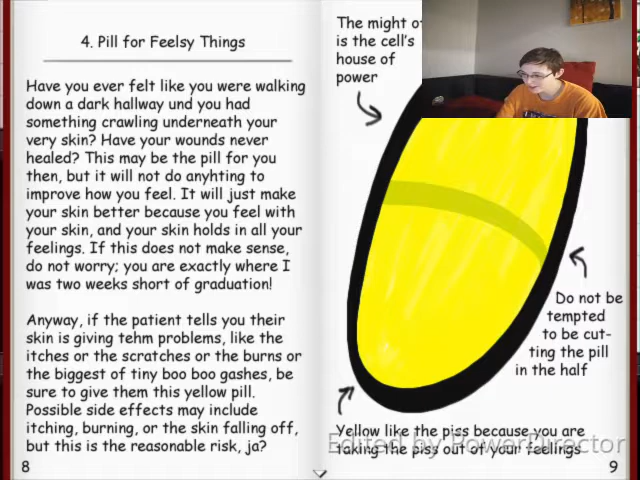 4. Pill for Feelsy Things
Have you ever felt like you were walking
down a dark hallway und you had
something crawling underneath your
very skin? Have your wounds never
healed? This may be the pill for you
then, but it will not do anyhting to
improve how you feel. It will just make
your skin better because you feel with
your skin, and your skin holds in all your
feelings. If this does not make sense,
do not worry; you are exactly where I
was two weeks short of graduation!
Anyway, if the patient tells you their
skin is giving tehm problems, like the
itches or the scratches or the burns or
the biggest of tiny boo boo gashes, be
sure to give them this yellow pill.
Possible side effects may include
itching, burning, or the skin falling off,
but this is the reasonable risk, ja?
8
The might
is the cell's
house of
power
Do not be
tempted
to be cut-
ting the pill
in the half
Yellow like the piss because you are
taking the piss out of your feelings
Edited by PowerDirector
9